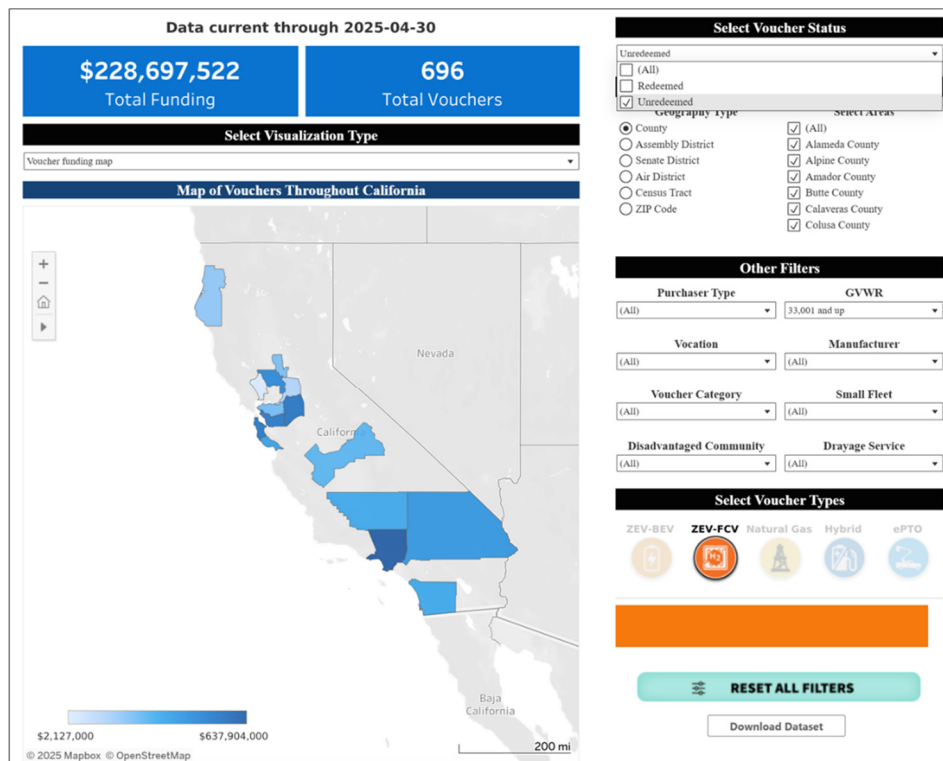 Data current through 2025-04-30
$228,697,522
Total Funding
696
Total Vouchers
Select Visualization Type
Voucher funding map
Map of Vouchers Throughout California
+
−
Nevada
California
Baja
California
$2,127,000
$637,904,000
200 mi
© 2025 Mapbox © OpenStreetMap
Select Voucher Status
Unredeemed
(All)
Redeemed
Unredeemed
Geography Type
County
Assembly District
Senate District
Air District
Census Tract
ZIP Code
Select Areas
(All)
Alameda County
Alpine County
Amador County
Butte County
Calaveras County
Colusa County
Other Filters
Purchaser Type
(All)
GVWR
33,001 and up
Vocation
(All)
Manufacturer
(All)
Voucher Category
(All)
Small Fleet
(All)
Disadvantaged Community
(All)
Drayage Service
(All)
Select Voucher Types
ZEV-BEV
ZEV-FCV
Natural Gas
Hybrid
ePTO
H2
RESET ALL FILTERS
Download Dataset